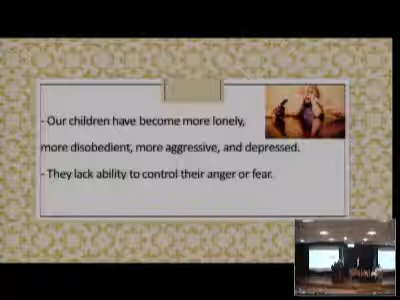 - Our children have become more lonely,
more disobedient, more aggressive, and depressed.
- They lack ability to control their anger or fear.